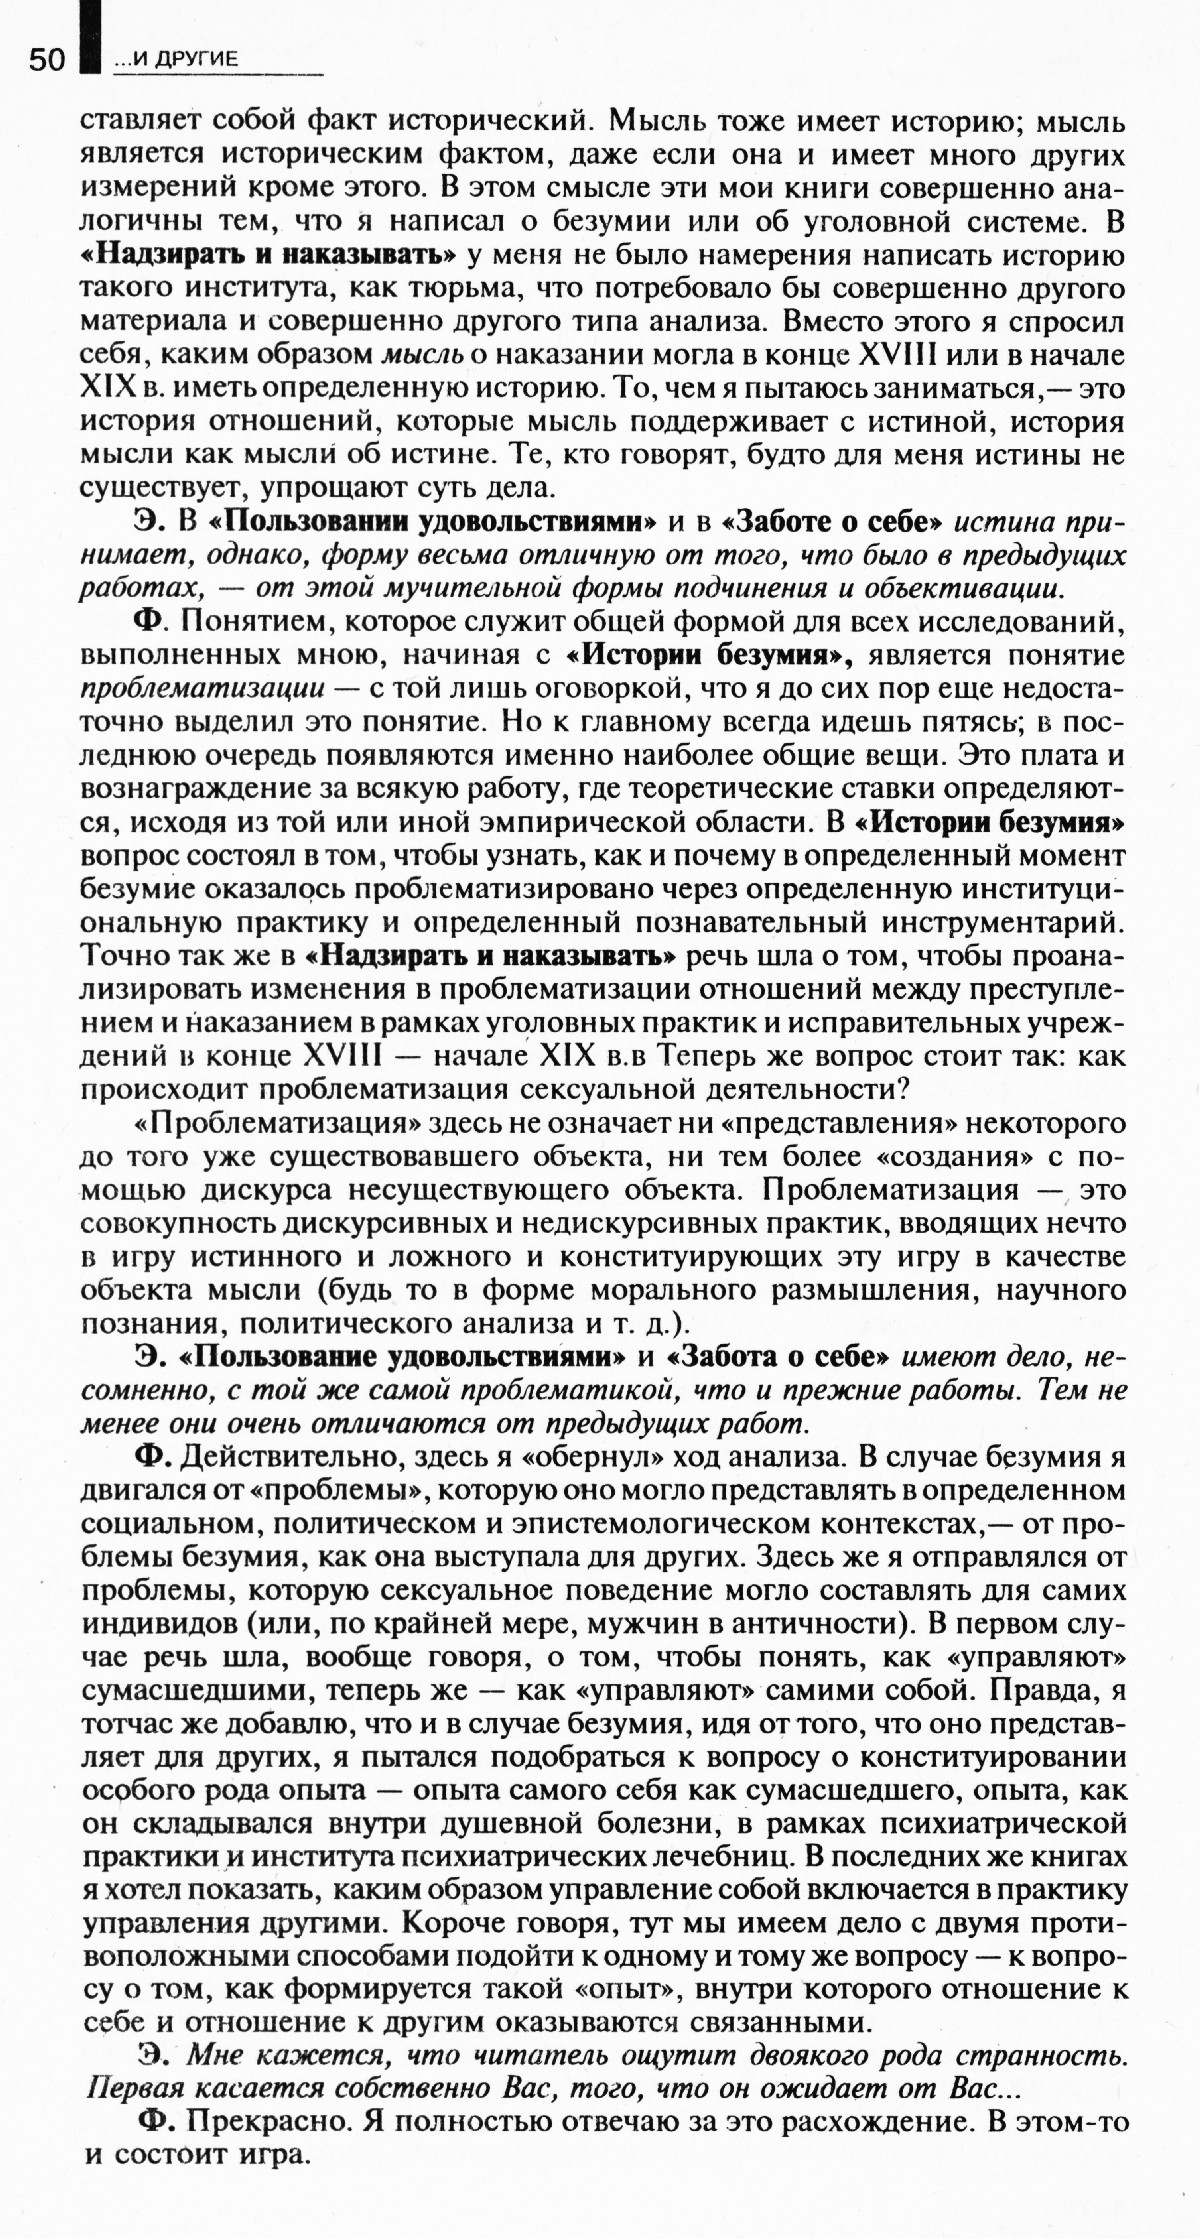 50
...И ДРУГИЕ
ставляет собой факт исторический. Мысль тоже имеет историю; мысль
является историческим фактом, даже если она и имеет много других
измерений кроме этого. В этом смысле эти мои книги совершенно ана-
логичны тем, что я написал о безумии или об уголовной системе. В
«Надзирать и наказывать» у меня не было намерения написать историю
такого института, как тюрьма, что потребовало бы совершенно другого
материала и совершенно другого типа анализа. Вместо этого я спросил
себя, каким образом мысль о наказании могла в конце XVIII или в начале
XIX в. иметь определенную историю. То, чем я пытаюсь заниматься,— это
история отношений, которые мысль поддерживает с истиной, история
мысли как мысли об истине. Те, кто говорят, будто для меня истины не
существует, упрощают суть дела.
Э. В «Пользовании удовольствиями» и в «Заботе о себе» истина при-
нимает, однако, форму весьма отличную от того, что было в предыдущих
работах, — от этой мучительной формы подчинения и объективации.
Ф. Понятием, которое служит общей формой для всех исследований,
выполненных мною, начиная с «Истории безумия», является понятие
проблематизации — с той лишь оговоркой, что я до сих пор еще недоста-
точно выделил это понятие. Но к главному всегда идешь пятясь; в пос-
леднюю очередь появляются именно наиболее общие вещи. Это плата и
вознаграждение за всякую работу, где теоретические ставки определяют-
ся, исходя из той или иной эмпирической области. В «Истории безумия»
вопрос состоял в том, чтобы узнать, как и почему в определенный момент
безумие оказалось проблематизировано через определенную институци-
ональную практику и определенный познавательный инструментарий.
Точно так же в «Надзирать и наказывать» речь шла о том, чтобы проана-
лизировать изменения в проблематизации отношений между преступле-
нием и наказанием в рамках уголовных практик и исправительных учреж-
дений в конце XVIII — начале XIX в.в Теперь же вопрос стоит так: как
происходит проблематизация сексуальной деятельности?
«Проблематизация» здесь не означает ни «представления» некоторого
до того уже существовавшего объекта, ни тем более «создания» с по-
мощью дискурса несуществующего объекта. Проблематизация — это
совокупность дискурсивных и недискурсивных практик, вводящих нечто
в игру истинного и ложного и конституирующих эту игру в качестве
объекта мысли (будь то в форме морального размышления, научного
познания, политического анализа и т. д.).
Э. «Пользование удовольствиями» и «Забота о себе» имеют дело, не-
сомненно, с той же самой проблематикой, что и прежние работы. Тем не
менее они очень отличаются от предыдущих работ.
Ф. Действительно, здесь я «обернул» ход анализа. В случае безумия я
двигался от «проблемы», которую оно могло представлять в определенном
социальном, политическом и эпистемологическом контекстах,— от про-
блемы безумия, как она выступала для других. Здесь же я отправлялся от
проблемы, которую сексуальное поведение могло составлять для самих
индивидов (или, по крайней мере, мужчин в античности). В первом слу-
чае речь шла, вообще говоря, о том, чтобы понять, как «управляют»
сумасшедшими, теперь же — как «управляют» самими собой. Правда, я
тотчас же добавлю, что и в случае безумия, идя от того, что оно представ-
ляет для других, я пытался подобраться к вопросу о конституировании
особого рода опыта — опыта самого себя как сумасшедшего, опыта, как
он складывался внутри душевной болезни, в рамках психиатрической
практики и института психиатрических лечебниц. В последних же книгах
я хотел показать, каким образом управление собой включается в практику
управления другими. Короче говоря, тут мы имеем дело с двумя проти-
воположными способами подойти к одному и тому же вопросу — к вопро-
су о том, как формируется такой «опыт», внутри которого отношение к
себе и отношение к другим оказываются связанными.
Э. Мне кажется, что читатель ощутит двоякого рода странность.
Первая касается собственно Вас, того, что он ожидает от Вас...
Ф. Прекрасно. Я полностью отвечаю за это расхождение. В этом-то
и состоит игра.